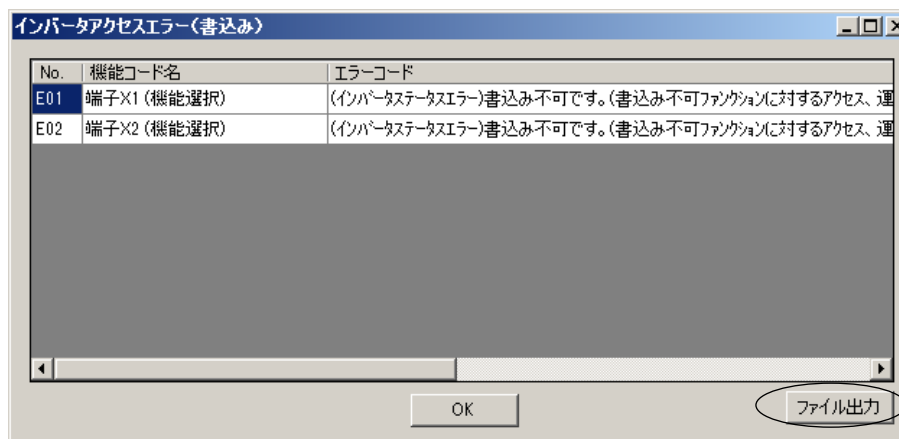 インバータアクセスエラー(書込み)
No. 機能コード名 エラーコード
E01 端子X1 (機能選択) (インバータステータスエラー)書込み不可です。(書込み不可ファンクションに対するアクセス、運
E02 端子X2 (機能選択) (インバータステータスエラー)書込み不可です。(書込み不可ファンクションに対するアクセス、運
OK ファイル出力